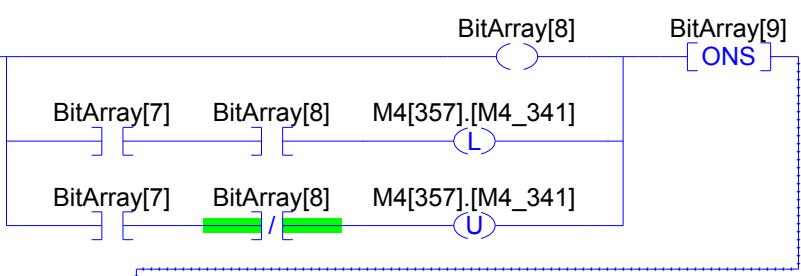 BitArray[8] BitArray[9]
ONS
BitArray[7] BitArray[8] M4[357].[M4_341]
L
BitArray[7] BitArray[8] M4[357].[M4_341]
/ U